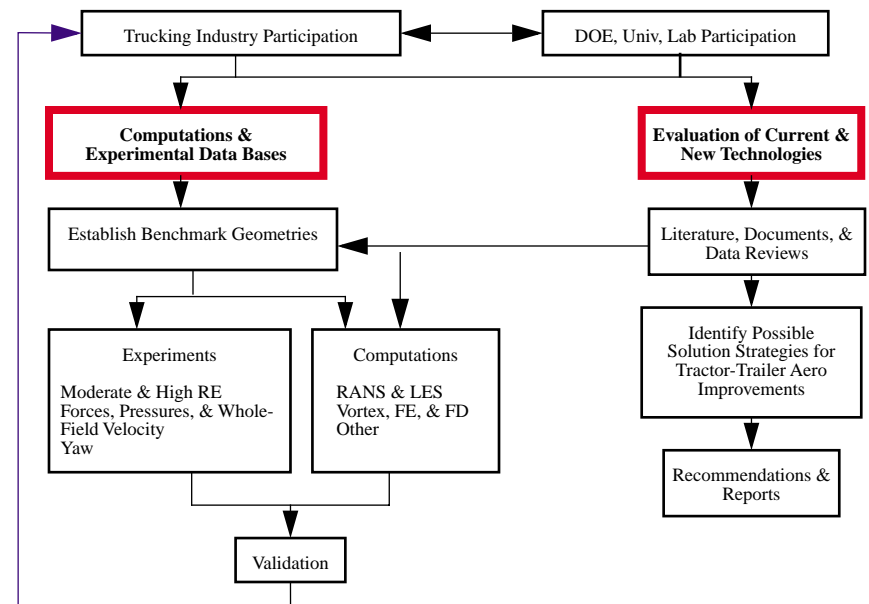 Trucking Industry Participation
DOE, Univ, Lab Participation
Computations &
Experimental Data Bases
Evaluation of Current &
New Technologies
Establish Benchmark Geometries
Literature, Documents, &
Data Reviews
Experiments
Moderate & High RE
Forces, Pressures, & Whole-
Field Velocity
Yaw
Computations
RANS & LES
Vortex, FE, & FD
Other
Identify Possible
Solution Strategies for
Tractor-Trailer Aero
Improvements
Recommendations &
Reports
Validation